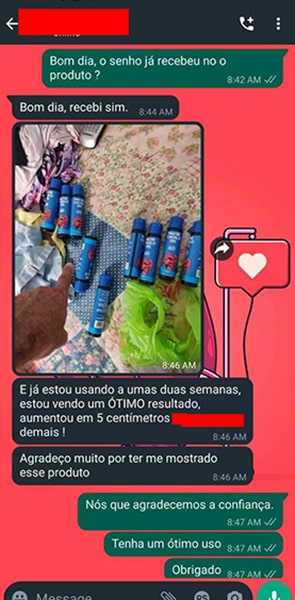 Bom dia, o senho já recebeu no o
produto ?
8:42 AM
Bom dia, recebi sim.
8:44 AM
8:46 AM
E já estou usando a umas duas semanas,
estou vendo um ÓTIMO resultado,
aumentou em 5 centímetros
demais !
8:46 AM
Agradeço muito por ter me mostrado
esse produto
8:46 AM
Nós que agradecemos a confiança.
8:47 AM
Tenha um ótimo uso
8:47 AM
Obrigado
8:47 AM
Message